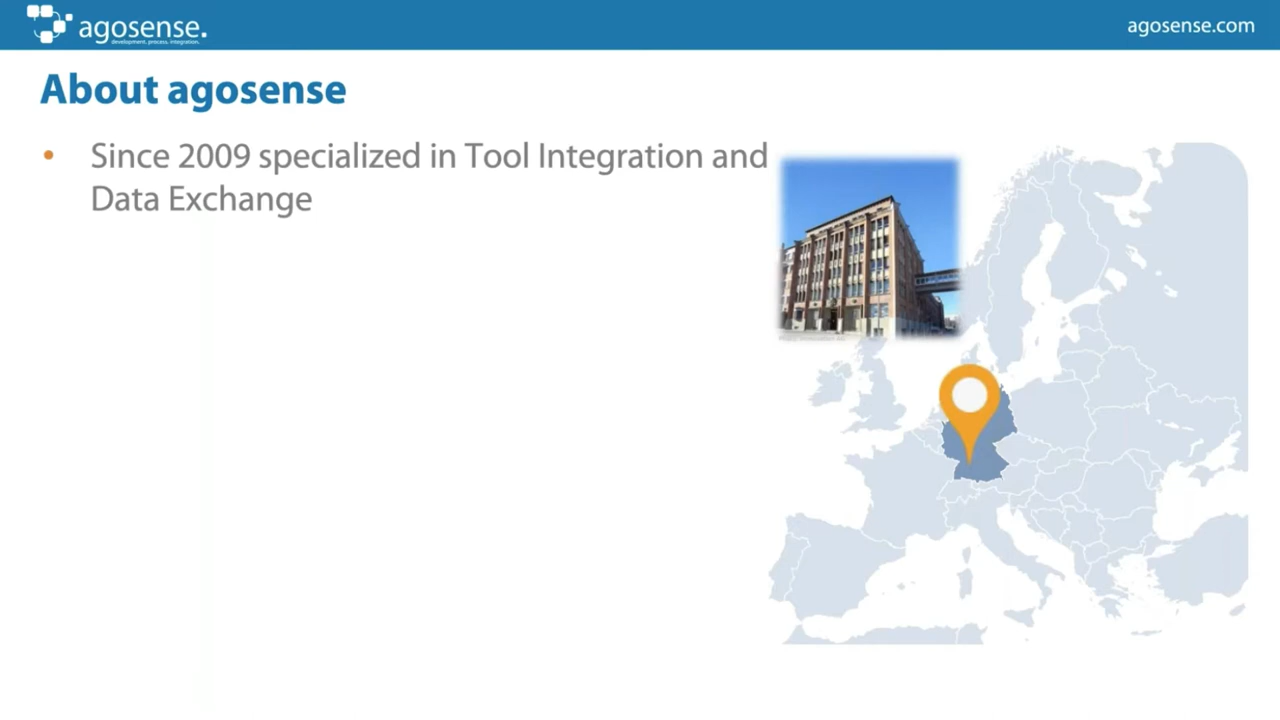 agosense.
development. process. integration.
agosense.com
About agosense
• Since 2009 specialized in Tool Integration and
Data Exchange